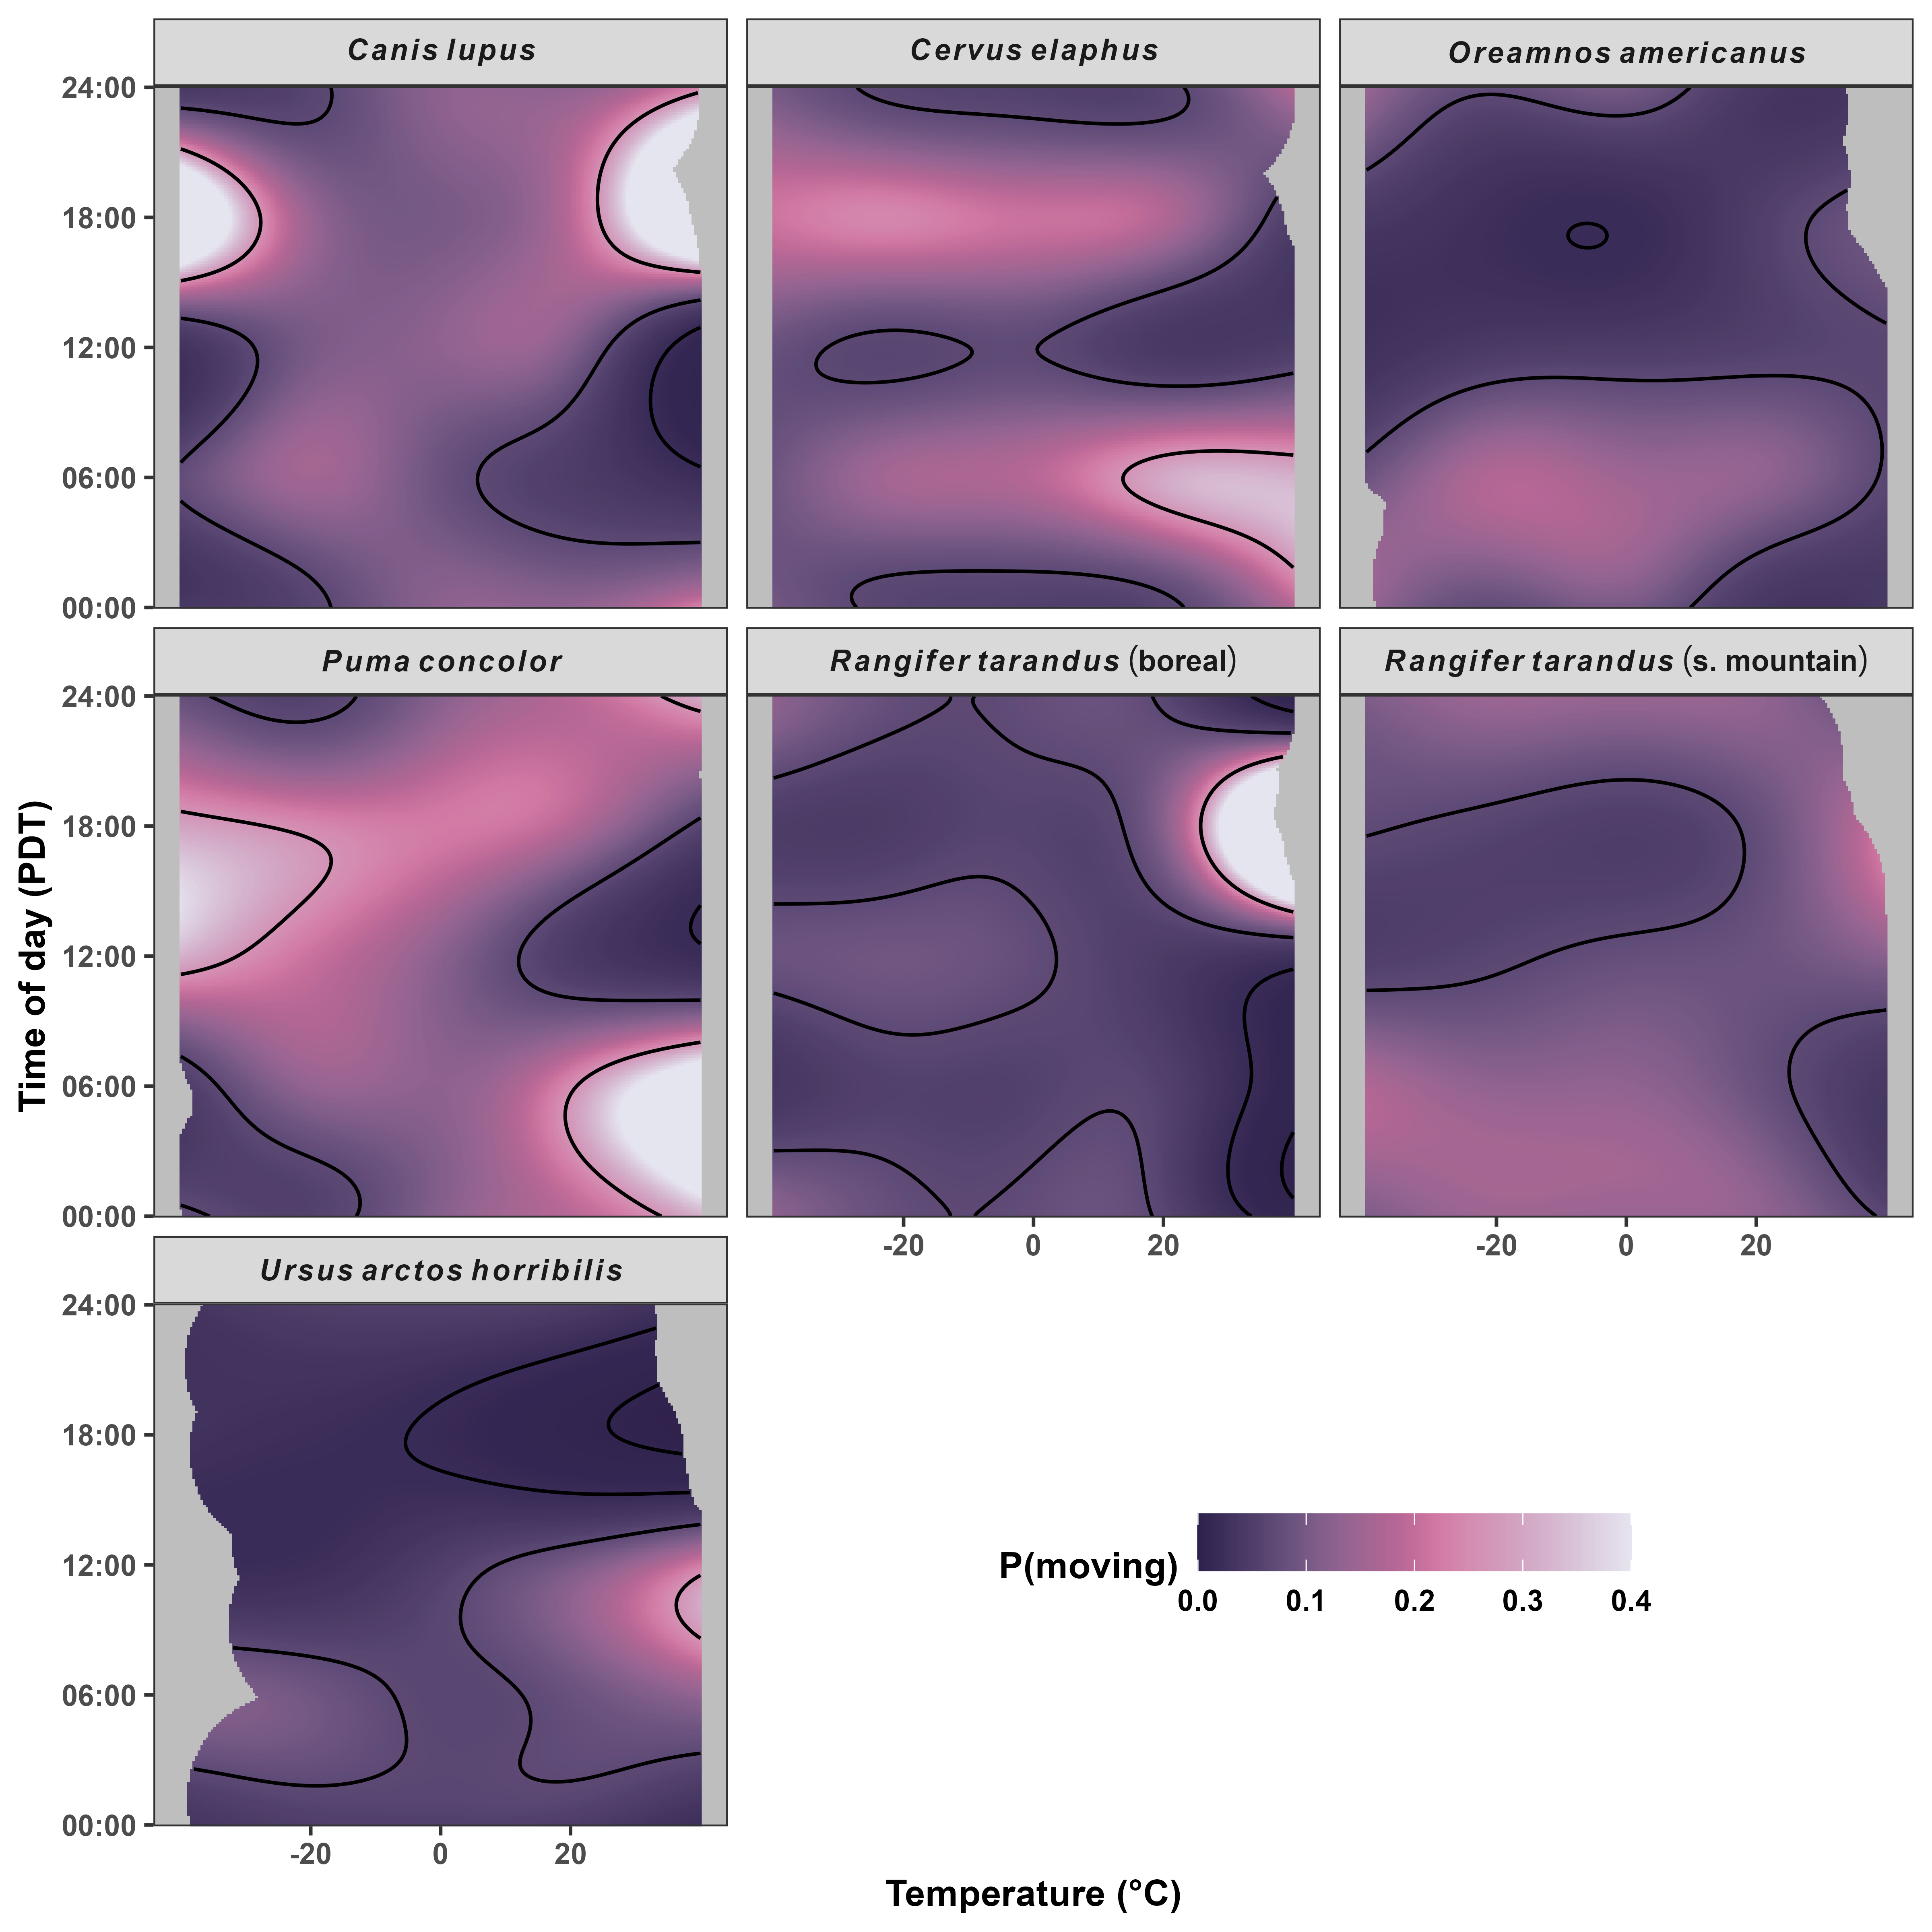 Canis lupus
Cervus elaphus
Oreamnos americanus
24:00
18:00
12:00
06:00
00:00
Puma concolor
Rangifer tarandus (boreal)
Rangifer tarandus (s. mountain)
24:00
18:00
12:00
06:00
00:00
-20 0 20
-20 0 20
Ursus arctos horribilis
24:00
18:00
12:00
06:00
00:00
-20 0 20
Time of day (PDT)
Temperature (°C)
P(moving)
0.0 0.1 0.2 0.3 0.4